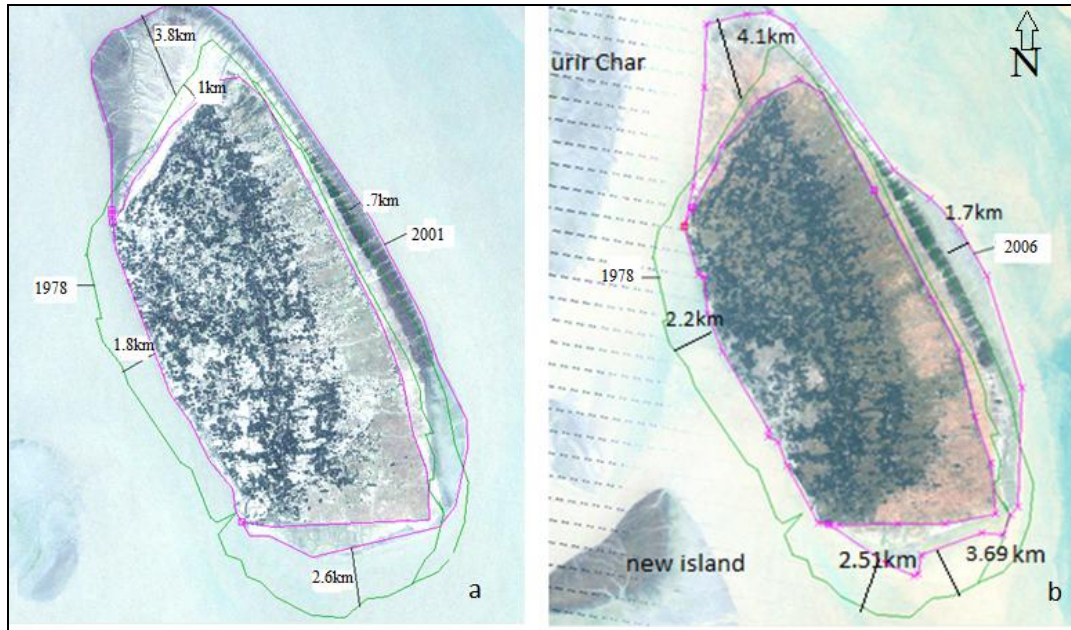 3.8km
1km
.7km
2001
1978
1.8km
2.6km
a
4.1km
N
urir Char
1.7km
2006
1978
2.2km
2.51km
3.69 km
new island
b